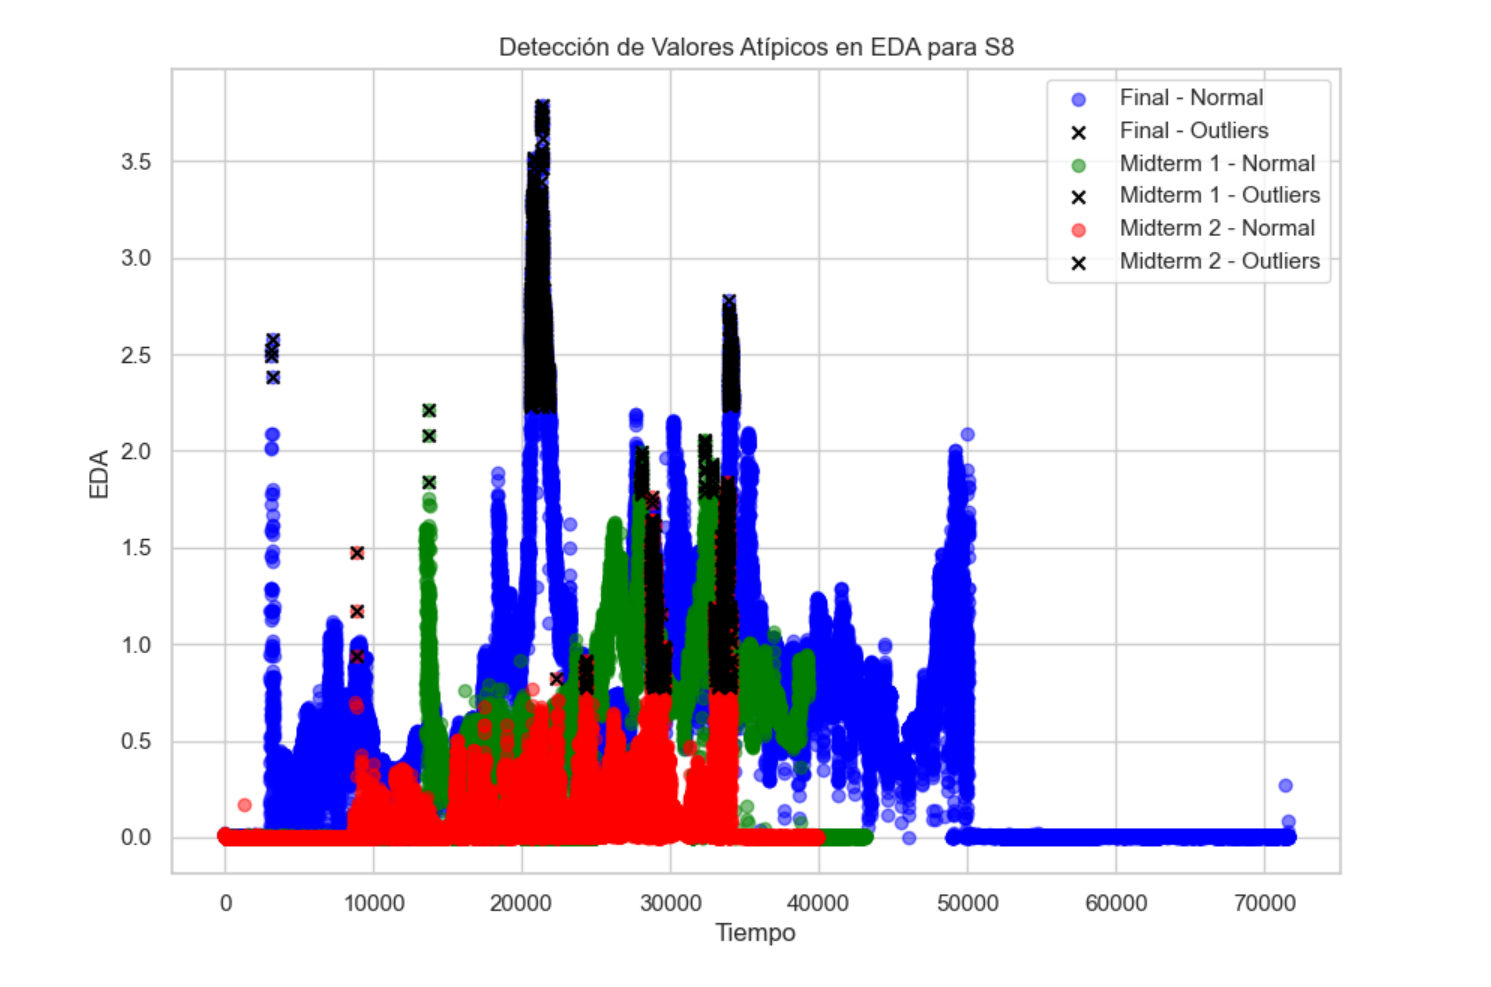 Detección de Valores Atípicos en EDA para S8
Final - Normal
Final - Outliers
Midterm 1 - Normal
Midterm 1 - Outliers
Midterm 2 - Normal
Midterm 2 - Outliers
EDA
3.5
3.0
2.5
2.0
1.5
1.0
0.5
0.0
0 10000 20000 30000 40000 50000 60000 70000
Tiempo